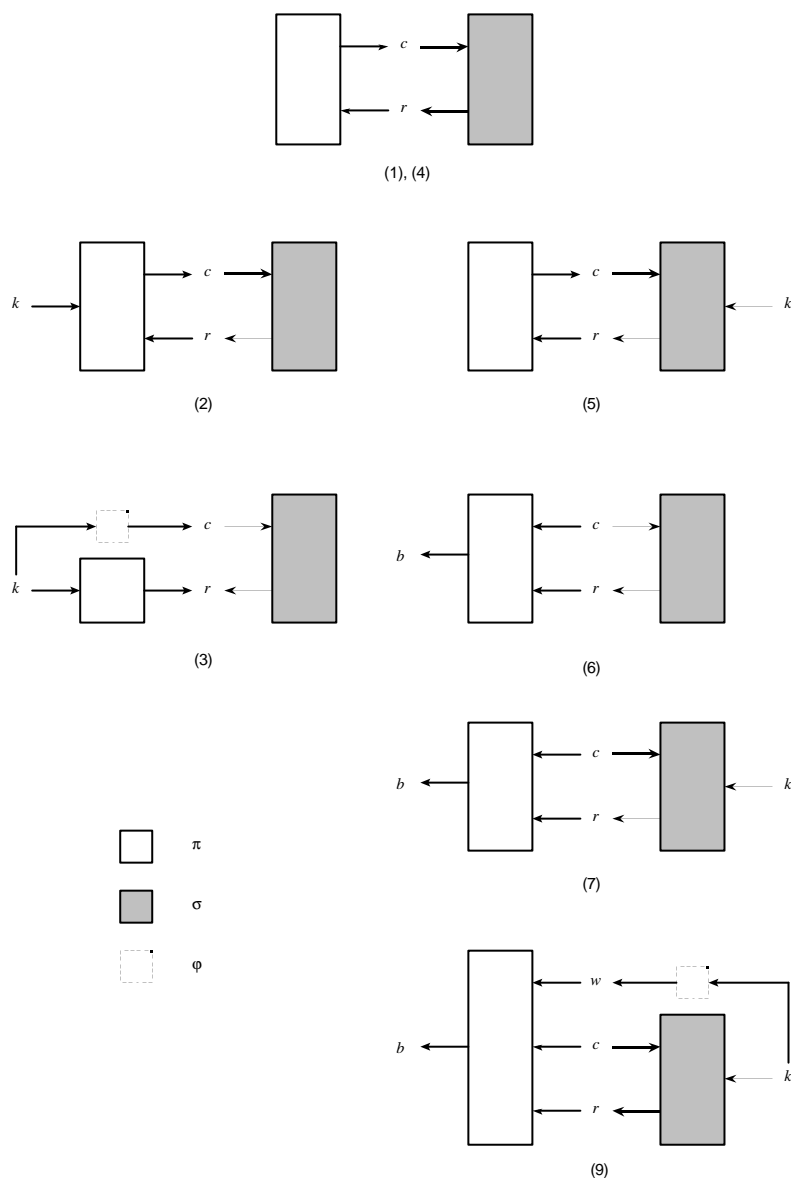 c
r
(1), (4)
k c
r
(2)
c
k
r
(5)
c
k r
(3)
c
b
r
(6)
c
b k
r
(7)
π
σ
φ
w
b c
k
r
(9)